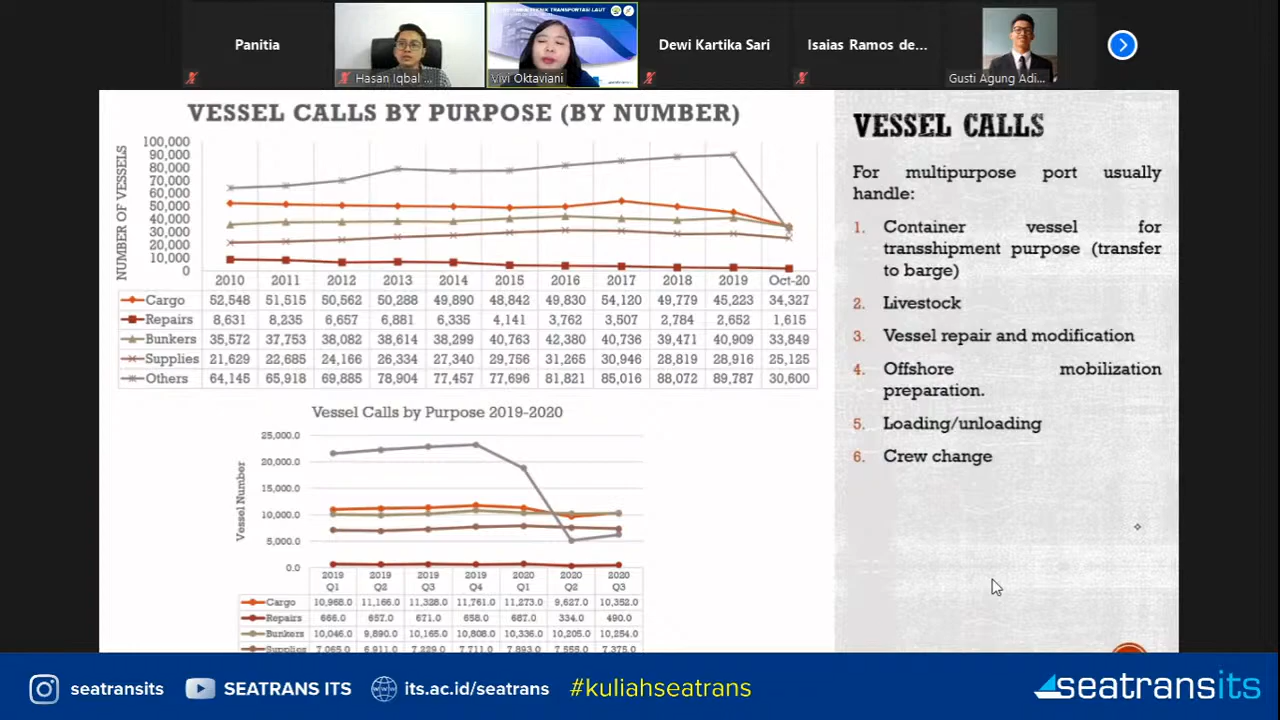 TEKNIK TRANSPORTASI LAUT
Panitia
Hasan Iqbal ...
Vivi Oktaviani
Dewi Kartika Sari
Isaias Ramos de...
Gusti Agung Adi...
VESSEL CALLS BY PURPOSE (BY NUMBER)
NUMBER OF VESSELS
100,000
90,000
80,000
70,000
60,000
50,000
40,000
30,000
20,000
10,000
0
2010 2011 2012 2013 2014 2015 2016 2017 2018 2019 Oct-20
Cargo 52,548 51,515 50,562 50,288 49,890 48,842 49,830 54,120 49,779 45,223 34,327
Repairs 8,631 8,235 6,657 6,881 6,335 4,141 3,762 3,507 2,784 2,652 1,615
Bunkers 35,572 37,753 38,082 38,614 38,299 40,763 42,380 40,736 39,471 40,909 33,849
Supplies 21,629 22,685 24,166 26,334 27,340 29,756 31,265 30,946 28,819 28,916 25,125
Others 64,145 65,918 69,885 78,904 77,457 77,696 81,821 85,016 88,072 89,787 30,600
Vessel Calls by Purpose 2019-2020
Vessel Number
25,000.0
20,000.0
15,000.0
10,000.0
5,000.0
0.0
2019 2019 2019 2019 2020 2020 2020
Q1 Q2 Q3 Q4 Q1 Q2 Q3
Cargo 10,968.0 11,166.0 11,328.0 11,761.0 11,273.0 9,627.0 10,352.0
Repairs 666.0 657.0 671.0 658.0 687.0 334.0 490.0
Bunkers 10,046.0 9,890.0 10,165.0 10,808.0 10,336.0 10,205.0 10,254.0
Supplies 7,065.0 6,911.0 7,229.0 7,711.0 7,893.0 7,555.0 7,375.0
VESSEL CALLS
For multipurpose port usually
handle:
1. Container vessel for
transshipment purpose (transfer
to barge)
2. Livestock
3. Vessel repair and modification
4. Offshore mobilization
preparation.
5. Loading/unloading
6. Crew change
seatransits
SEATRANS ITS
its.ac.id/seatrans
#kuliahseatrans
seatransits